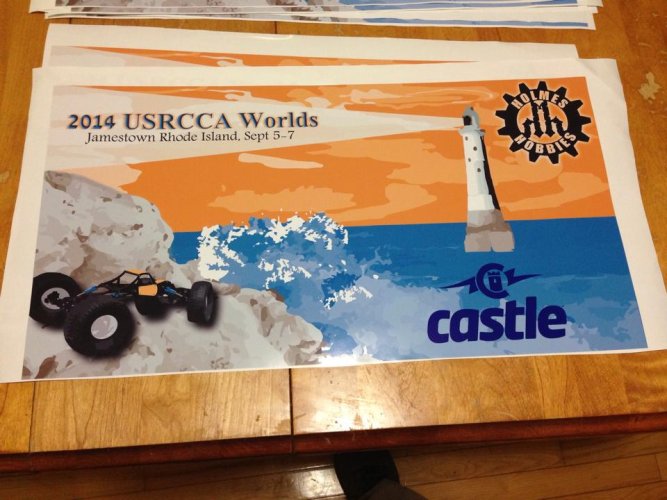 2014 USRCCA Worlds
Jamestown Rhode Island, Sept 5-7
HOLMES
HOBBIES
castle